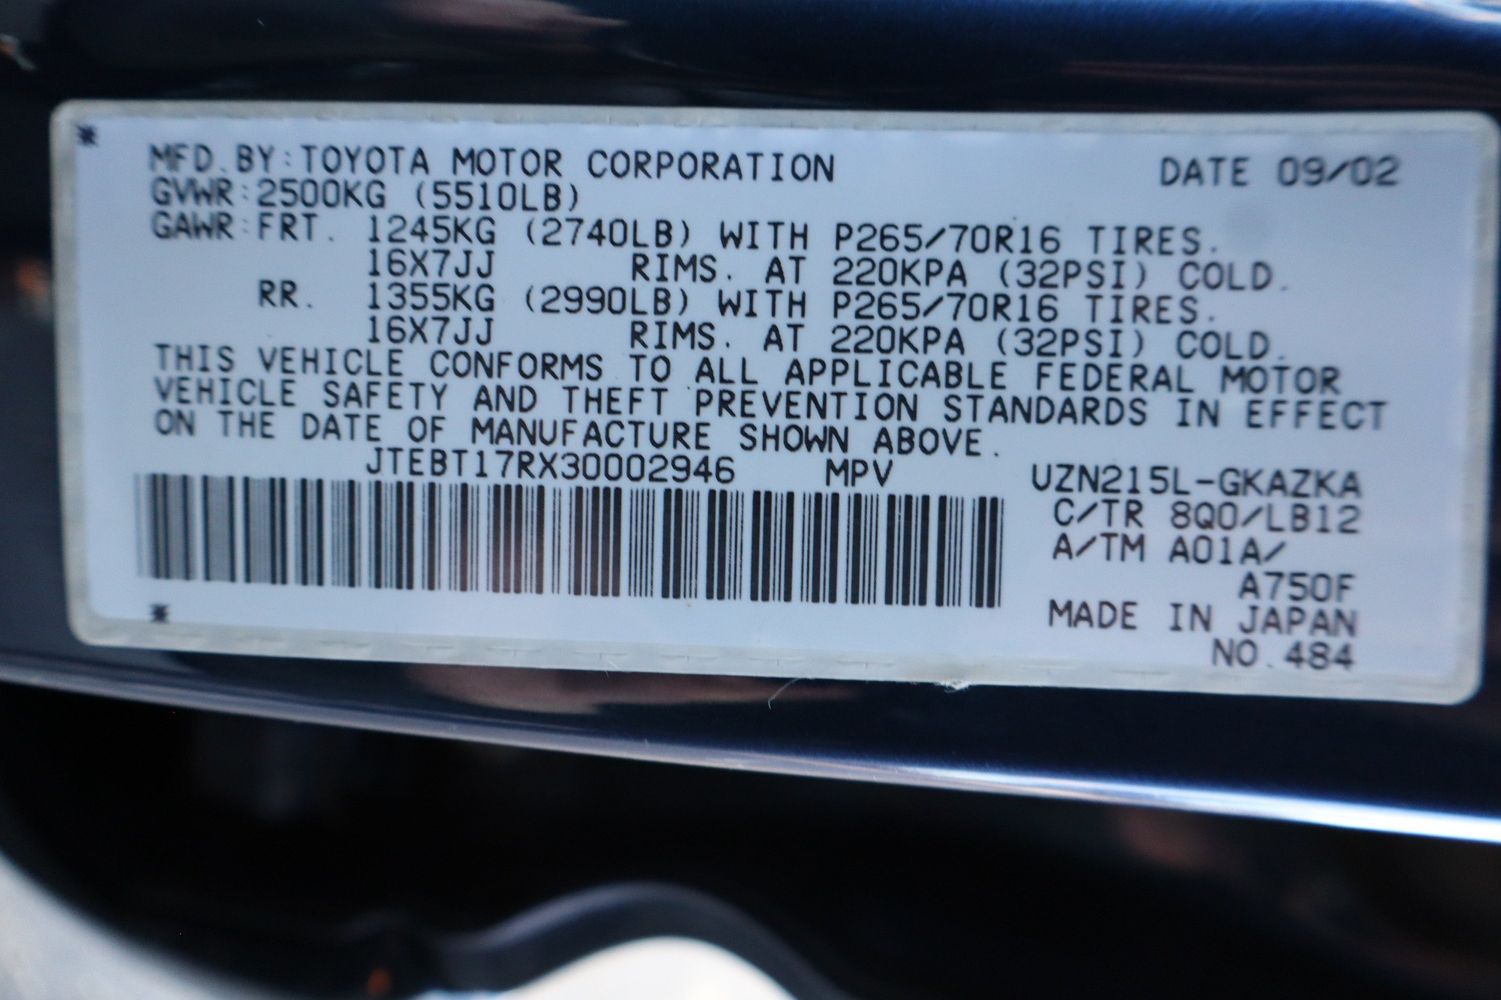 MFD. BY: TOYOTA MOTOR CORPORATION DATE 09/02
GVWR: 2500KG (5510LB)
GAWR: FRT. 1245KG (2740LB) WITH P265/70R16 TIRES.
16X7JJ RIMS. AT 220KPA (32PSI) COLD.
RR. 1355KG (2990LB) WITH P265/70R16 TIRES.
16X7JJ RIMS. AT 220KPA (32PSI) COLD.
THIS VEHICLE CONFORMS TO ALL APPLICABLE FEDERAL MOTOR
VEHICLE SAFETY AND THEFT PREVENTION STANDARDS IN EFFECT
ON THE DATE OF MANUFACTURE SHOWN ABOVE.
JTEBT17RX30002946 MPV UZN215L-GKAZKA
C/TR 8Q0/LB12
A/TM A01A/
A750F
MADE IN JAPAN
NO.484